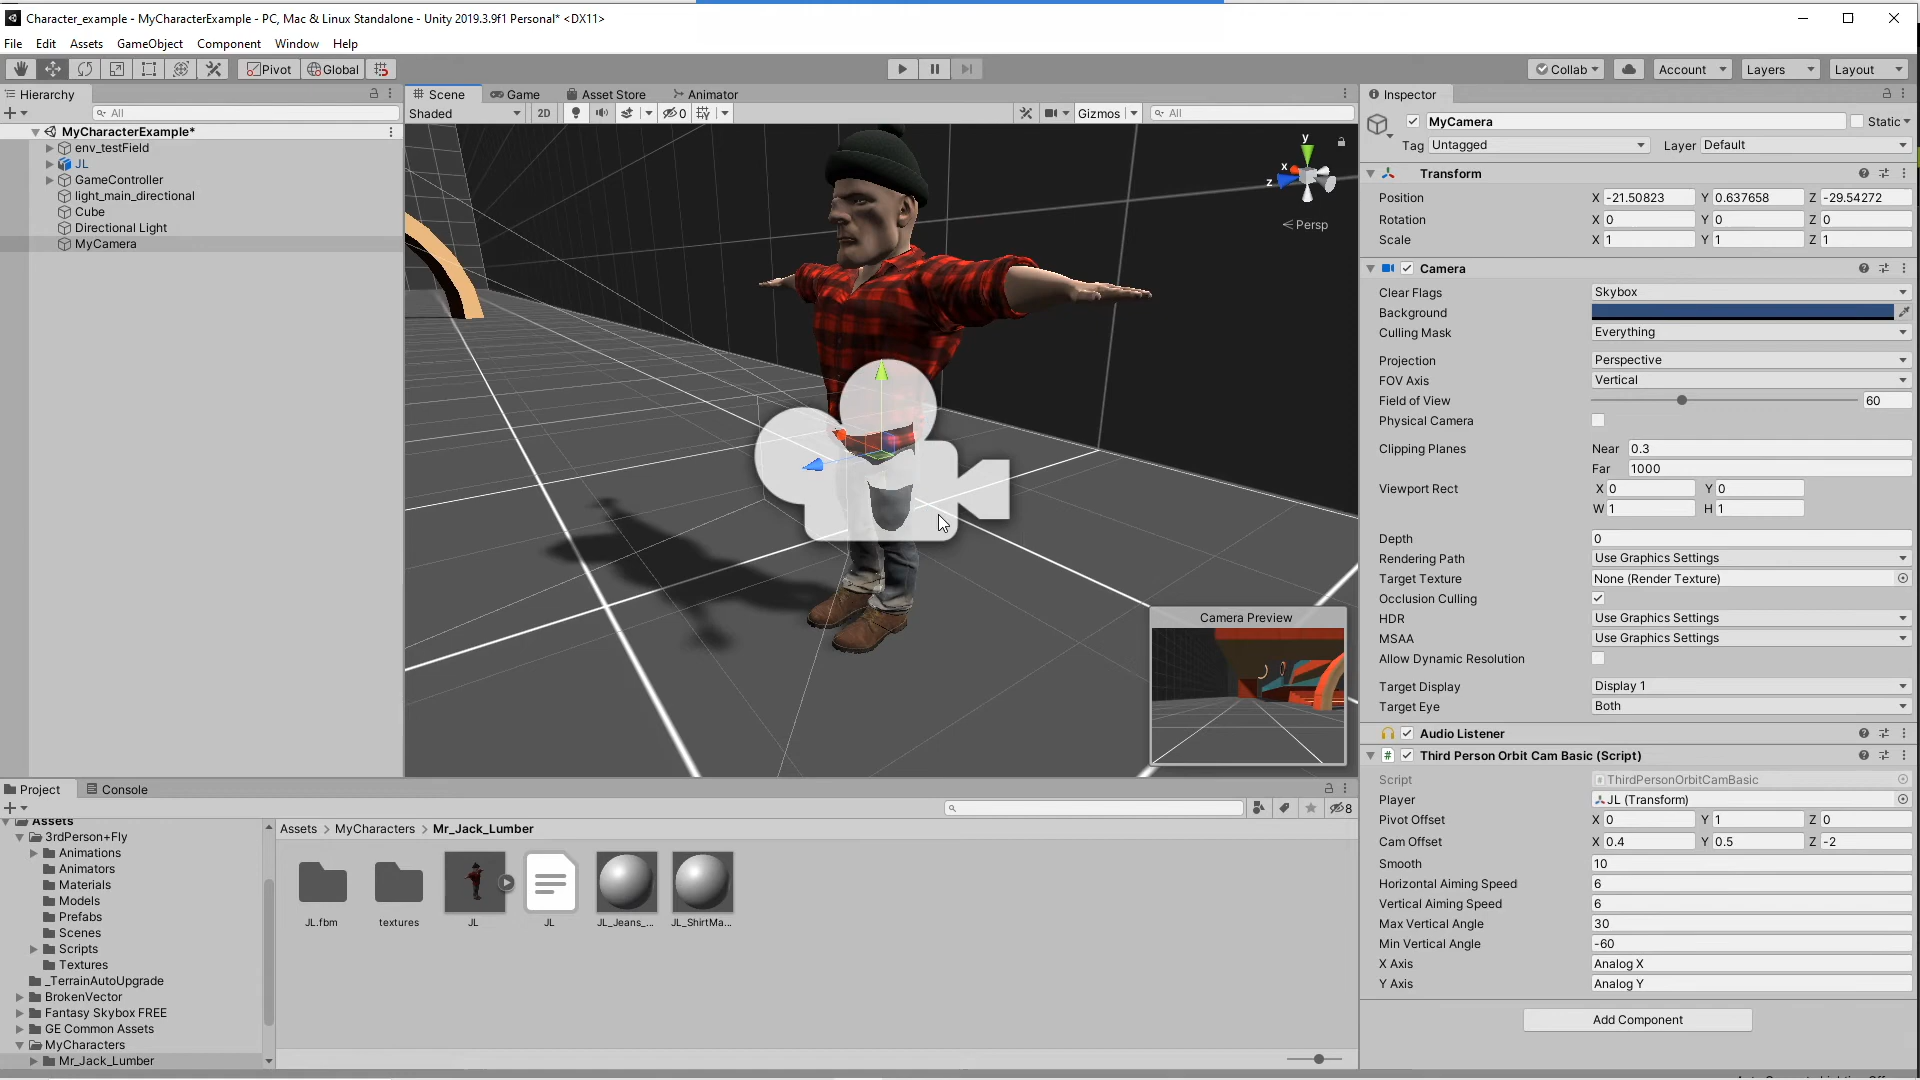 Character_example - MyCharacterExample - PC, Mac & Linux Standalone - Unity 2019.3.9f1 Personal* <DX11>
File Edit Assets GameObject Component Window Help
Pivot Global Collab Account Layers Layout
Hierarchy
All
MyCharacterExample*
env_testField
JL
GameController
light_main_directional
Cube
Directional Light
MyCamera
Scene Game Asset Store Animator
Shaded 2D 0 Gizmos All
y
x
z
Persp
Camera Preview
Inspector
MyCamera Static
Tag Untagged Layer Default
Transform
Position X -21.50823 Y 0.637658 Z -29.54272
Rotation X 0 Y 0 Z 0
Scale X 1 Y 1 Z 1
Camera
Clear Flags Skybox
Background
Culling Mask Everything
Projection Perspective
FOV Axis Vertical
Field of View 60
Physical Camera
Clipping Planes Near 0.3
Far 1000
Viewport Rect X 0 Y 0
W 1 H 1
Depth 0
Rendering Path Use Graphics Settings
Target Texture None (Render Texture)
Occlusion Culling
HDR Use Graphics Settings
MSAA Use Graphics Settings
Allow Dynamic Resolution
Target Display Display 1
Target Eye Both
Audio Listener
# Third Person Orbit Cam Basic (Script)
Script ThirdPersonOrbitCamBasic
Player JL (Transform)
Pivot Offset X 0 Y 1 Z 0
Cam Offset X 0.4 Y 0.5 Z -2
Smooth 10
Horizontal Aiming Speed 6
Vertical Aiming Speed 6
Max Vertical Angle 30
Min Vertical Angle -60
X Axis Analog X
Y Axis Analog Y
Add Component
Project Console
8
Assets
3rdPerson+Fly
Animations
Animators
Materials
Models
Prefabs
Scenes
Scripts
Textures
_TerrainAutoUpgrade
BrokenVector
Fantasy Skybox FREE
GE Common Assets
MyCharacters
Mr_Jack_Lumber
Assets > MyCharacters > Mr_Jack_Lumber
JL.fbm textures JL JL JL_Jeans_... JL_ShirtMa...